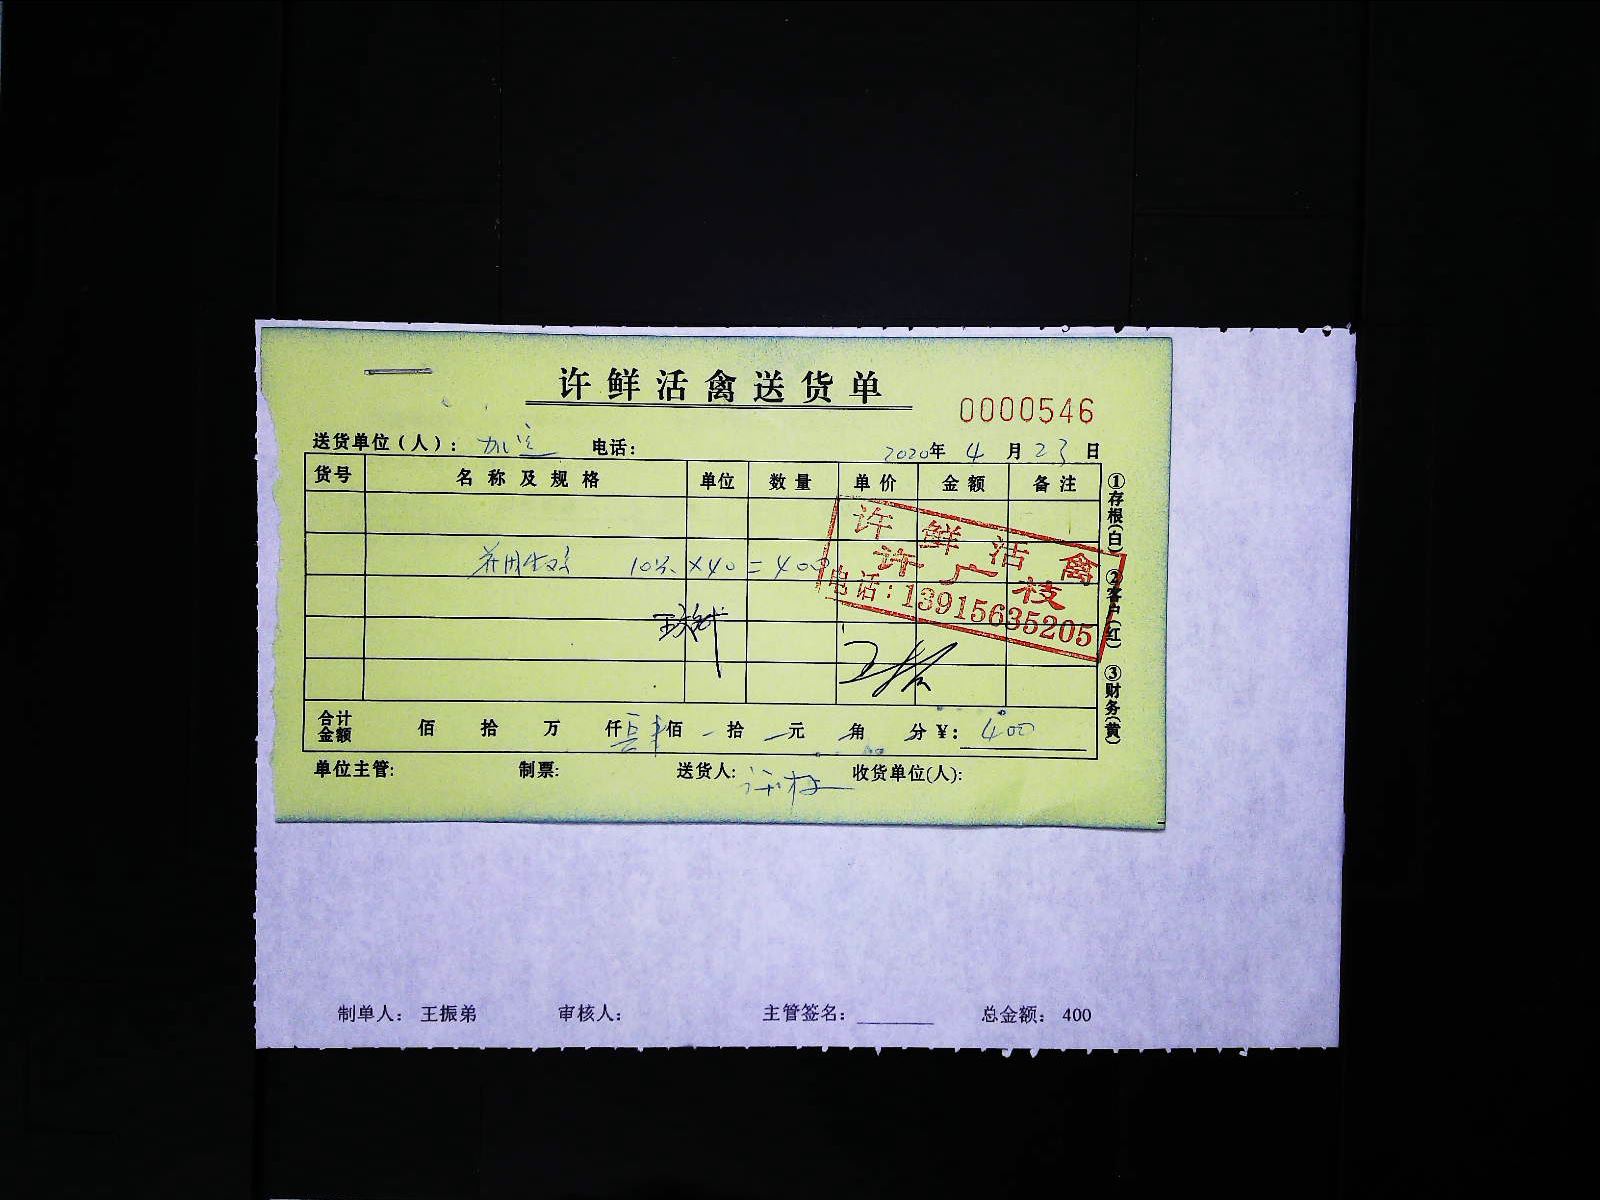 许鲜活禽送货单
0000546
送货单位（人）： 加 电话：
2020年 4 月 23 日
货号 名称及规格 单位 数量 单价 金额 备注
10只 × 40 = 400
许鲜活禽
许广枝
电话：13915635205
合计金额 佰 拾 万 仟 肆佰 - 拾 - 元 角 分 ¥： 400
单位主管： 制票： 送货人： 许 枝 收货单位（人）：
①存根（白） ②客户（红） ③财务（黄）
制单人： 王振弟 审核人： 主管签名： 总金额： 400